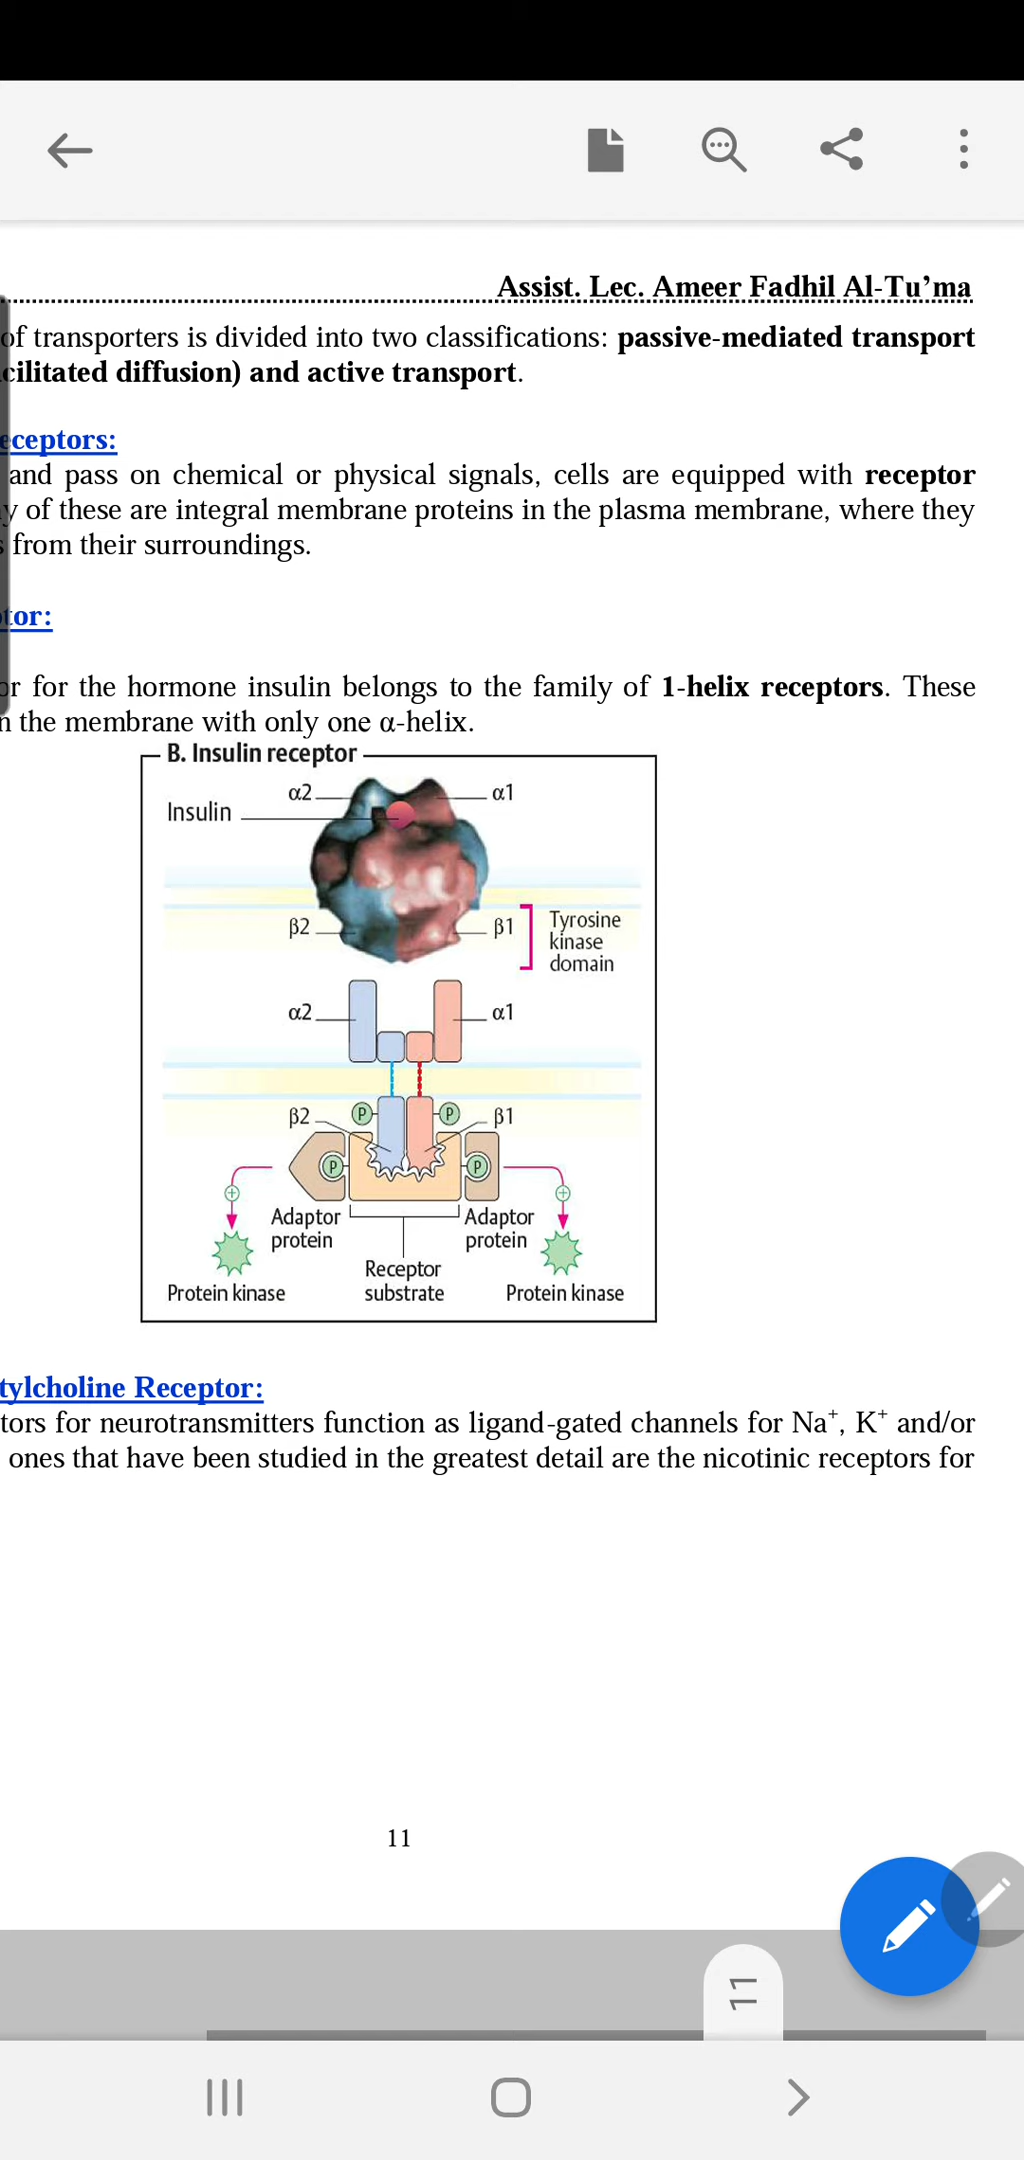 Assist. Lec. Ameer Fadhil Al-Tu’ma
of transporters is divided into two classifications: passive-mediated transport
cilitated diffusion) and active transport.
eceptors:
and pass on chemical or physical signals, cells are equipped with receptor
y of these are integral membrane proteins in the plasma membrane, where they
s from their surroundings.
tor:
or for the hormone insulin belongs to the family of 1-helix receptors. These
n the membrane with only one α-helix.
B. Insulin receptor
α2 α1
Insulin
β2 β1 Tyrosine
kinase
domain
α2 α1
β2 P P β1
P P
+ +
Adaptor Adaptor
protein protein
Receptor
Protein kinase substrate Protein kinase
tylcholine Receptor:
tors for neurotransmitters function as ligand-gated channels for Na⁺, K⁺ and/or
ones that have been studied in the greatest detail are the nicotinic receptors for
11
11